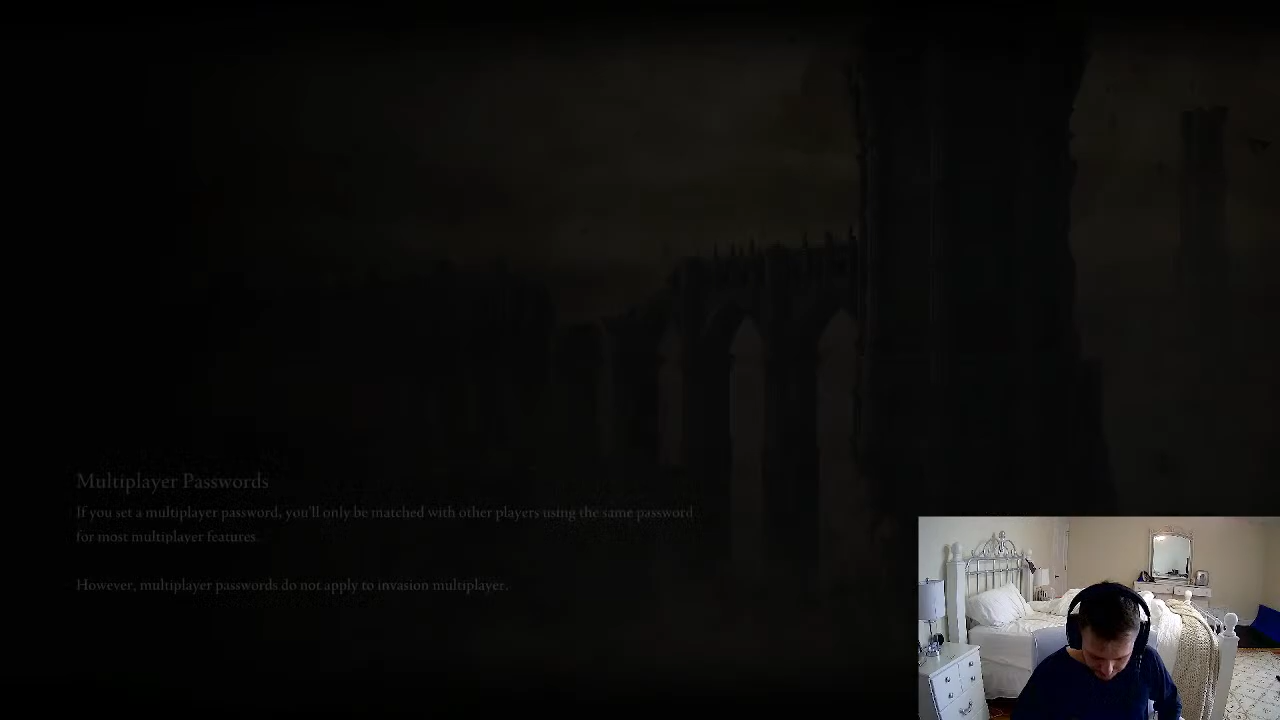 Multiplayer Passwords
If you set a multiplayer password, you'll only be matched with other players using the same password
for most multiplayer features.
However, multiplayer passwords do not apply to invasion multiplayer.